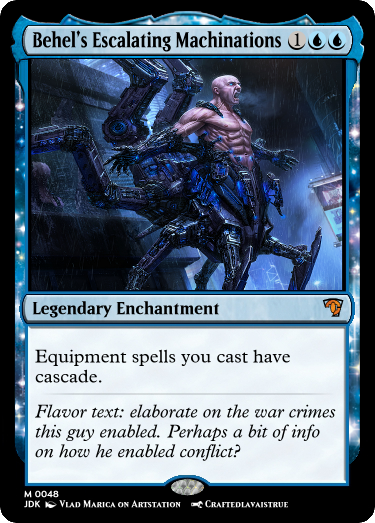 Behel's Escalating Machinations 1
Legendary Enchantment
Equipment spells you cast have
cascade.
Flavor text: elaborate on the war crimes
this guy enabled. Perhaps a bit of info
on how he enabled conflict?
M 0048
JDK Vlad Marica on Artstation Craftedlavaistrue